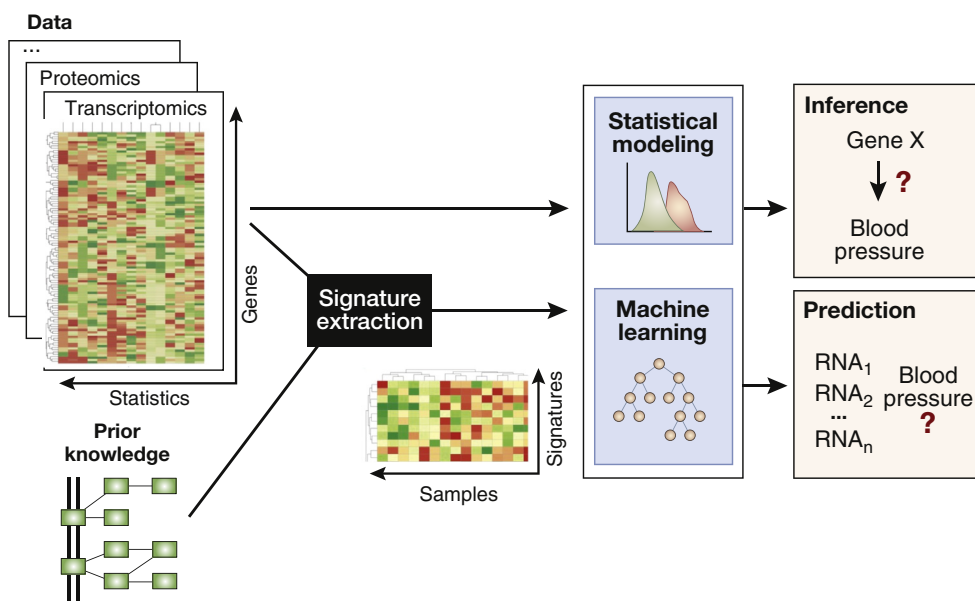 Data
...
Proteomics
Transcriptomics
Genes
Statistics
Prior
knowledge
Signature
extraction
Signatures
Samples
Statistical
modeling
Machine
learning
Inference
Gene X
?
Blood
pressure
Prediction
RNA1
RNA2
...
RNAn
Blood
pressure
?